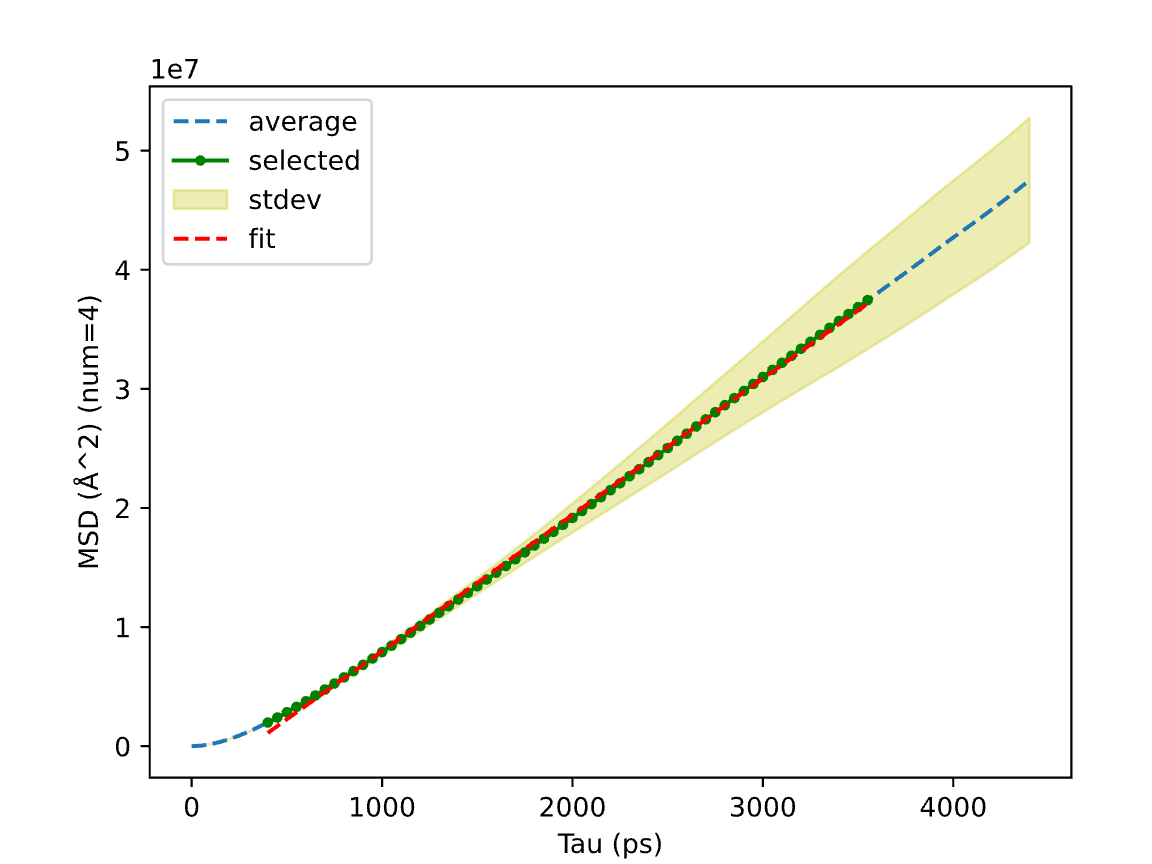 1e7
average
selected
stdev
fit
5
4
3
2
1
0
MSD (Å^2) (num=4)
0 1000 2000 3000 4000
Tau (ps)